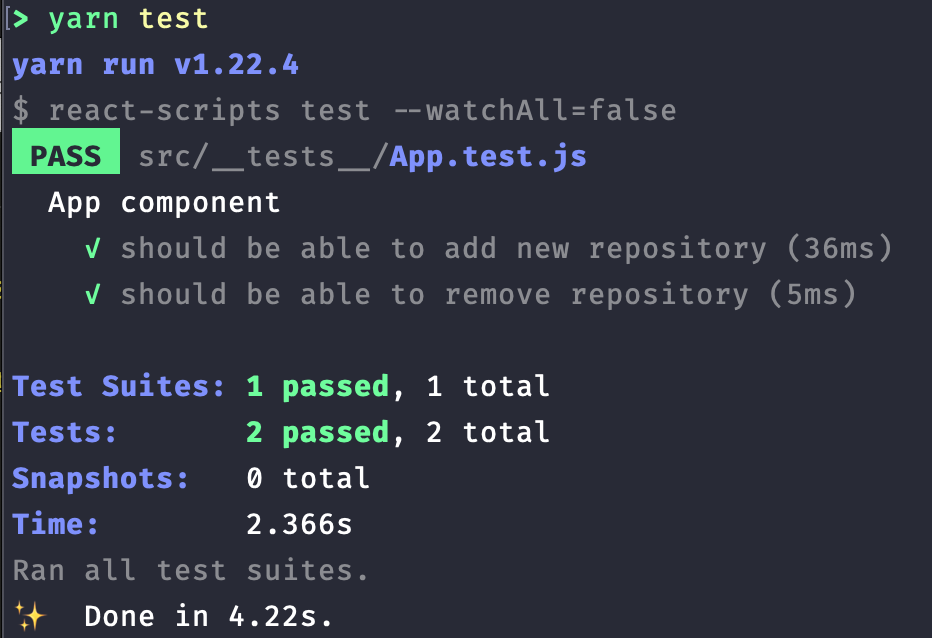 > yarn test
yarn run v1.22.4
$ react-scripts test --watchAll=false
PASS src/__tests__/App.test.js
App component
√ should be able to add new repository (36ms)
√ should be able to remove repository (5ms)
Test Suites: 1 passed, 1 total
Tests: 2 passed, 2 total
Snapshots: 0 total
Time: 2.366s
Ran all test suites.
✨ Done in 4.22s.